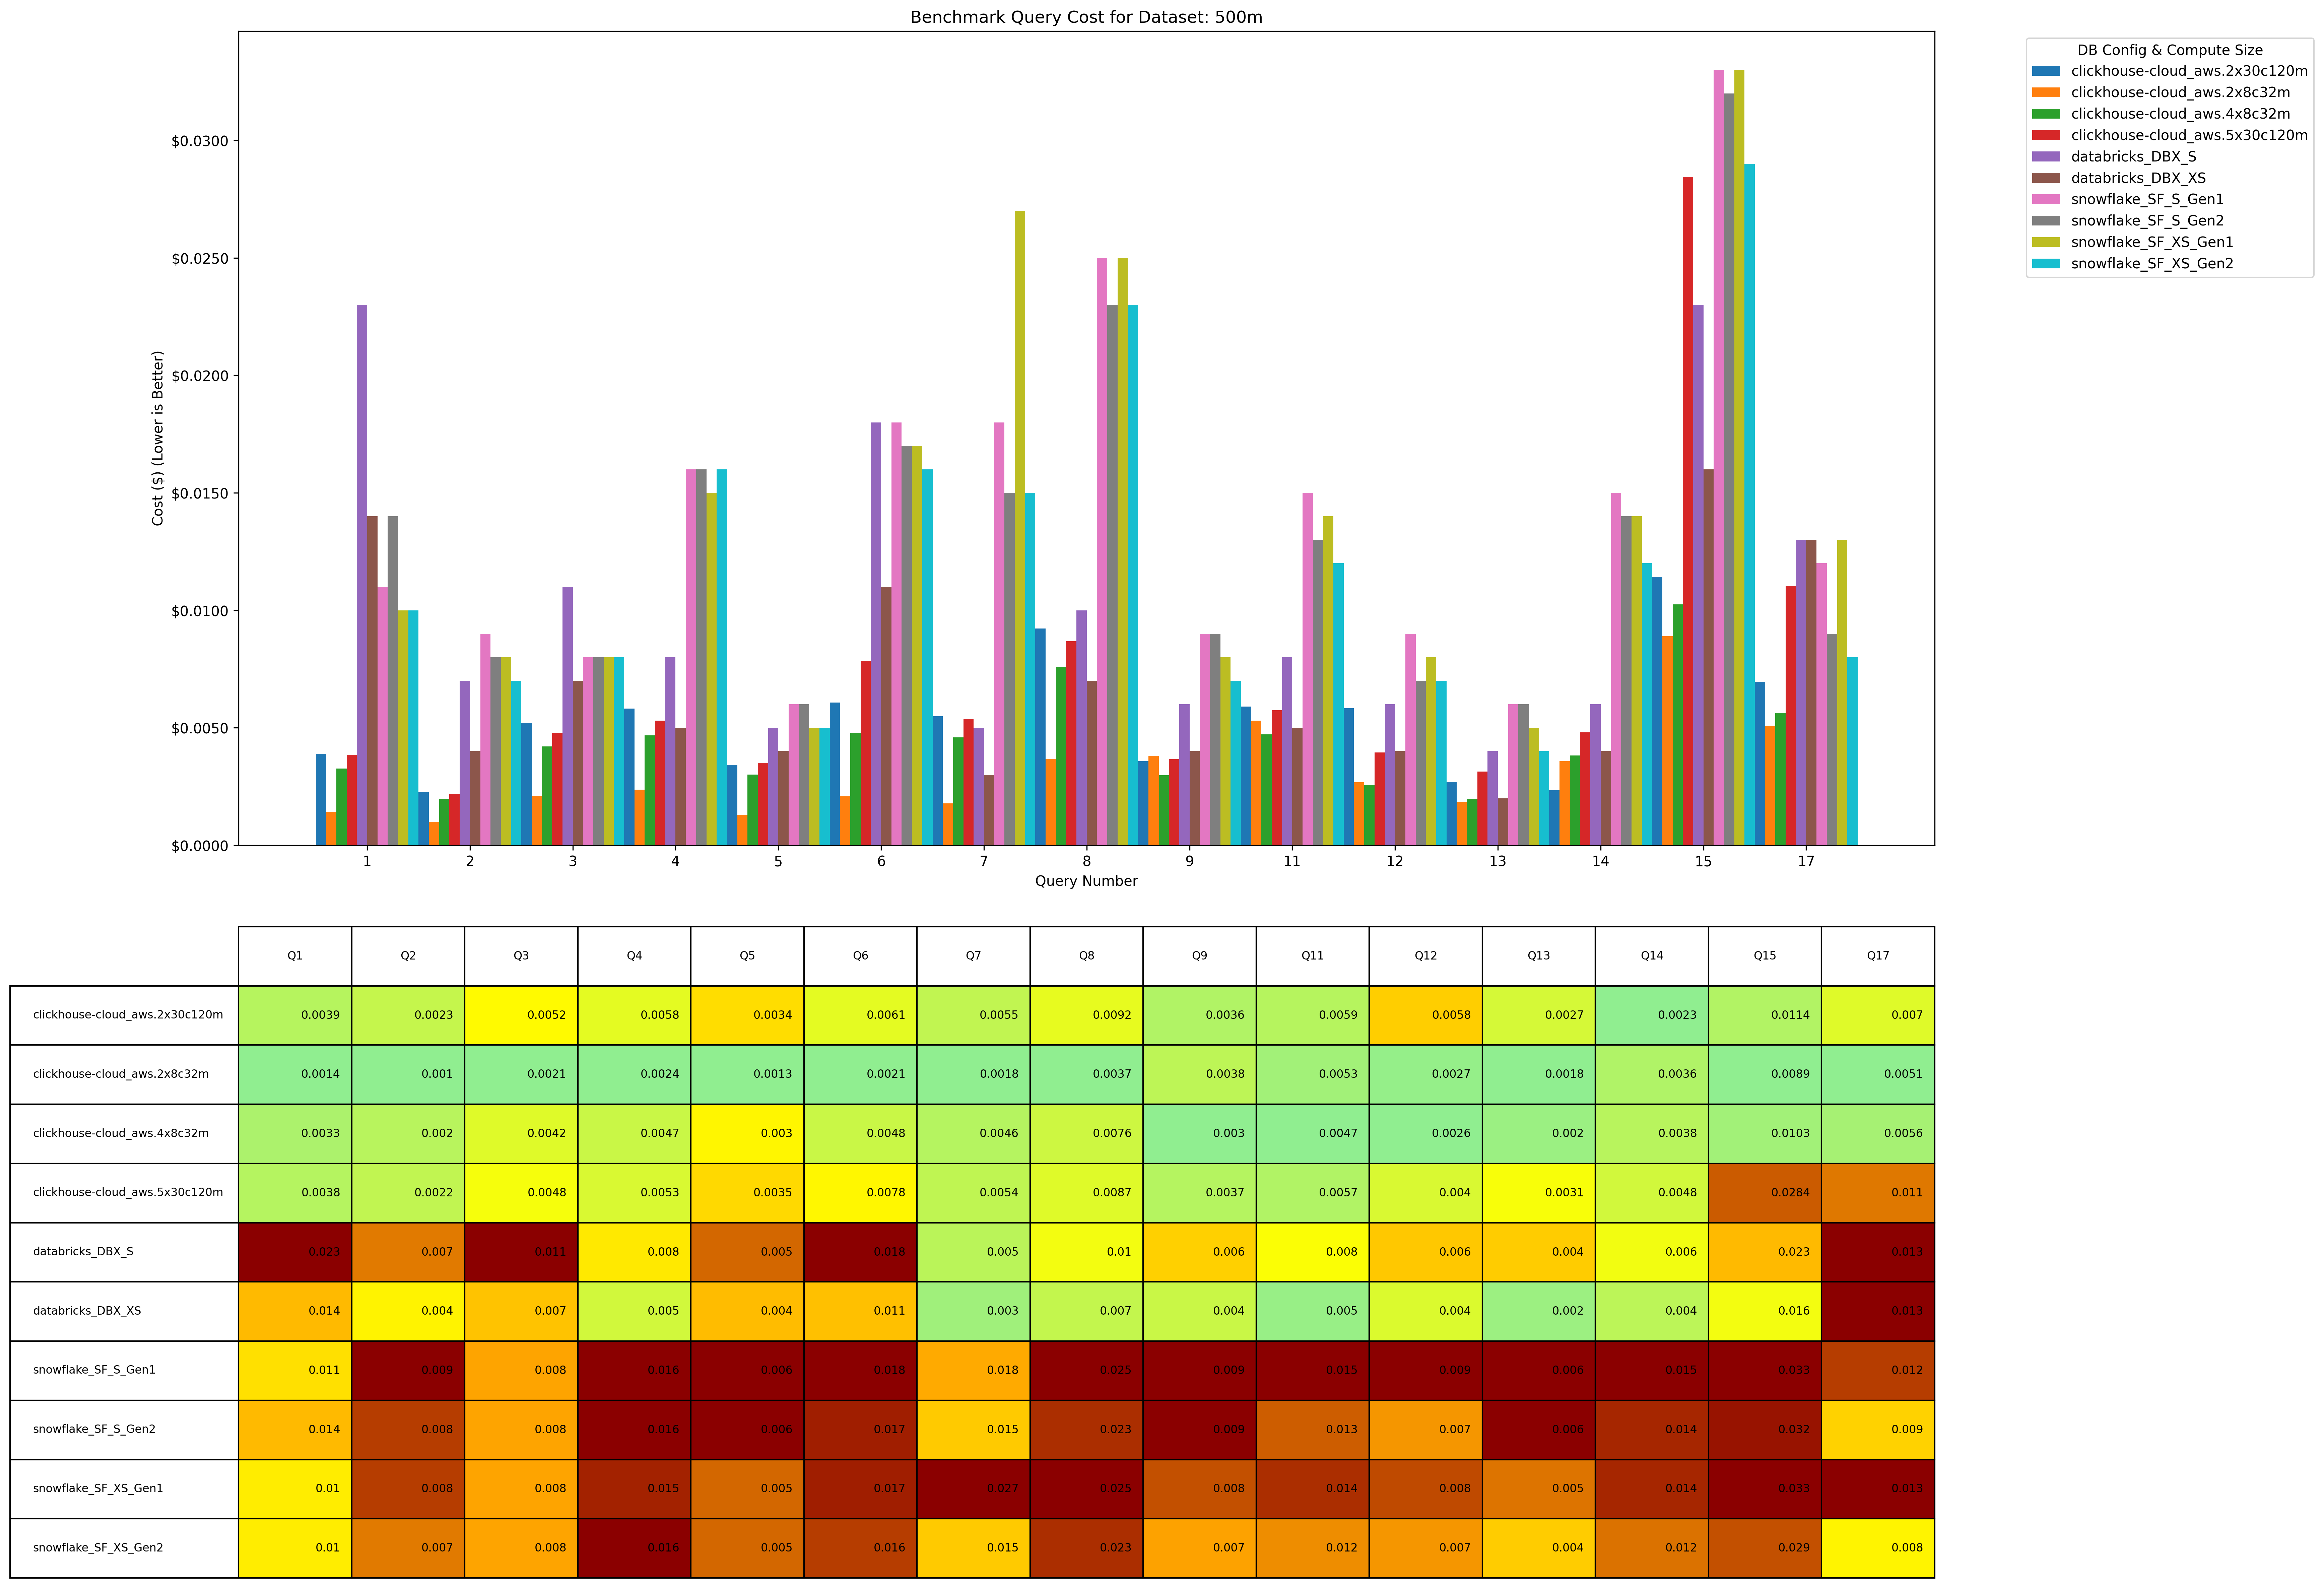 Benchmark Query Cost for Dataset: 500m
DB Config & Compute Size
clickhouse-cloud_aws.2x30c120m
clickhouse-cloud_aws.2x8c32m
clickhouse-cloud_aws.4x8c32m
clickhouse-cloud_aws.5x30c120m
databricks_DBX_S
databricks_DBX_XS
snowflake_SF_S_Gen1
snowflake_SF_S_Gen2
snowflake_SF_XS_Gen1
snowflake_SF_XS_Gen2
Cost ($) (Lower is Better)
$0.0300
$0.0250
$0.0200
$0.0150
$0.0100
$0.0050
$0.0000
1 2 3 4 5 6 7 8 9 11 12 13 14 15 17
Query Number
Q1 Q2 Q3 Q4 Q5 Q6 Q7 Q8 Q9 Q11 Q12 Q13 Q14 Q15 Q17
clickhouse-cloud_aws.2x30c120m 0.0039 0.0023 0.0052 0.0058 0.0034 0.0061 0.0055 0.0092 0.0036 0.0059 0.0058 0.0027 0.0023 0.0114 0.007
clickhouse-cloud_aws.2x8c32m 0.0014 0.001 0.0021 0.0024 0.0013 0.0021 0.0018 0.0037 0.0038 0.0053 0.0027 0.0018 0.0036 0.0089 0.0051
clickhouse-cloud_aws.4x8c32m 0.0033 0.002 0.0042 0.0047 0.003 0.0048 0.0046 0.0076 0.003 0.0047 0.0026 0.002 0.0038 0.0103 0.0056
clickhouse-cloud_aws.5x30c120m 0.0038 0.0022 0.0048 0.0053 0.0035 0.0078 0.0054 0.0087 0.0037 0.0057 0.004 0.0031 0.0048 0.0284 0.011
databricks_DBX_S 0.023 0.007 0.011 0.008 0.005 0.018 0.005 0.01 0.006 0.008 0.006 0.004 0.006 0.023 0.013
databricks_DBX_XS 0.014 0.004 0.007 0.005 0.004 0.011 0.003 0.007 0.004 0.005 0.004 0.002 0.004 0.016 0.013
snowflake_SF_S_Gen1 0.011 0.009 0.008 0.016 0.006 0.018 0.018 0.025 0.009 0.015 0.009 0.006 0.015 0.033 0.012
snowflake_SF_S_Gen2 0.014 0.008 0.008 0.016 0.006 0.017 0.015 0.023 0.009 0.013 0.007 0.006 0.014 0.032 0.009
snowflake_SF_XS_Gen1 0.01 0.008 0.008 0.015 0.005 0.017 0.027 0.025 0.008 0.014 0.008 0.005 0.014 0.033 0.013
snowflake_SF_XS_Gen2 0.01 0.007 0.008 0.016 0.005 0.016 0.015 0.023 0.007 0.012 0.007 0.004 0.012 0.029 0.008